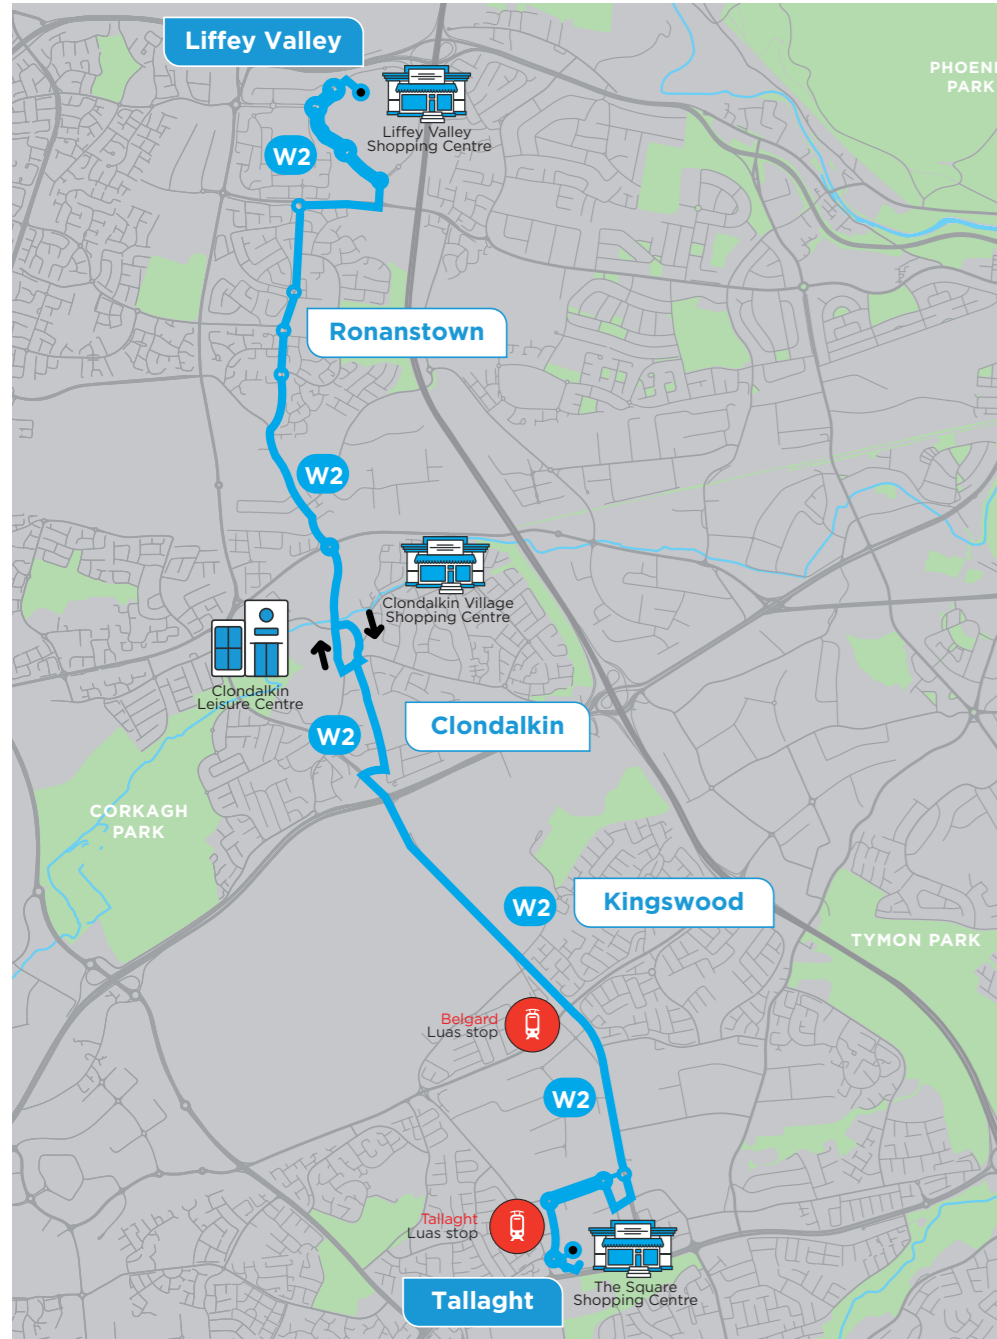 Liffey Valley
PHOENI
PARK
Liffey Valley
Shopping Centre
W2
Ronanstown
W2
Clondalkin Village
Shopping Centre
Clondalkin
Leisure Centre
Clondalkin
W2
CORKAGH
PARK
Kingswood
W2
TYMON PARK
Belgard
Luas stop
W2
Tallaght
Luas stop
The Square
Shopping Centre
Tallaght